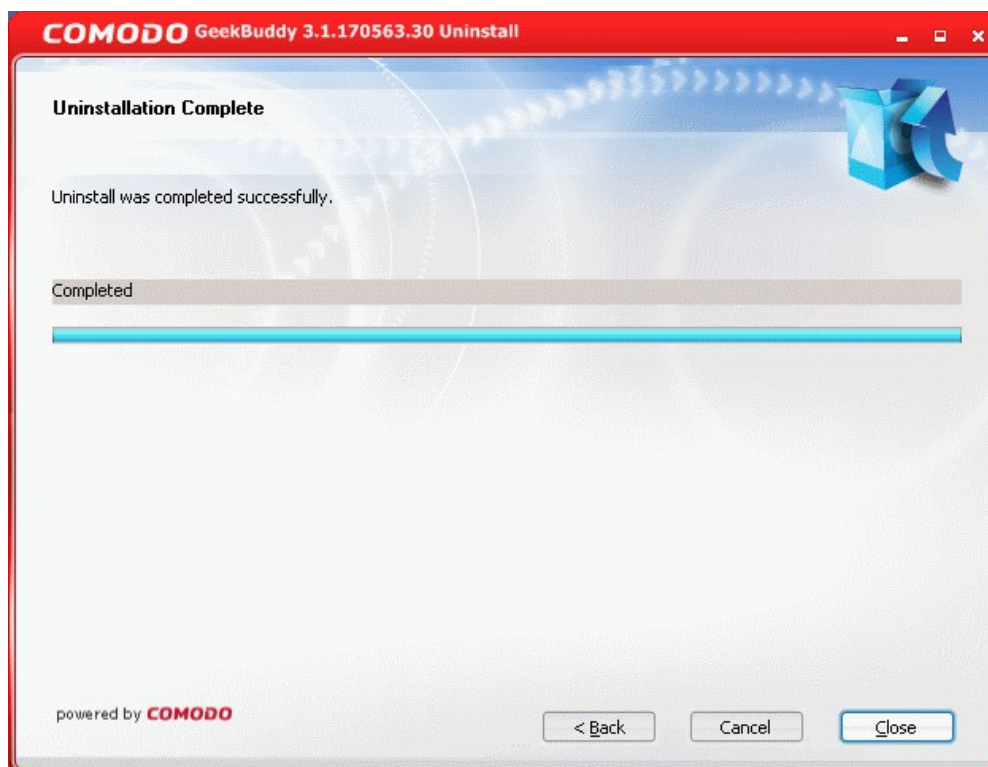 COMODO GeekBuddy 3.1.170563.30 Uninstall
Uninstallation Complete
Uninstall was completed successfully.
Completed
powered by COMODO
< Back
Cancel
Close